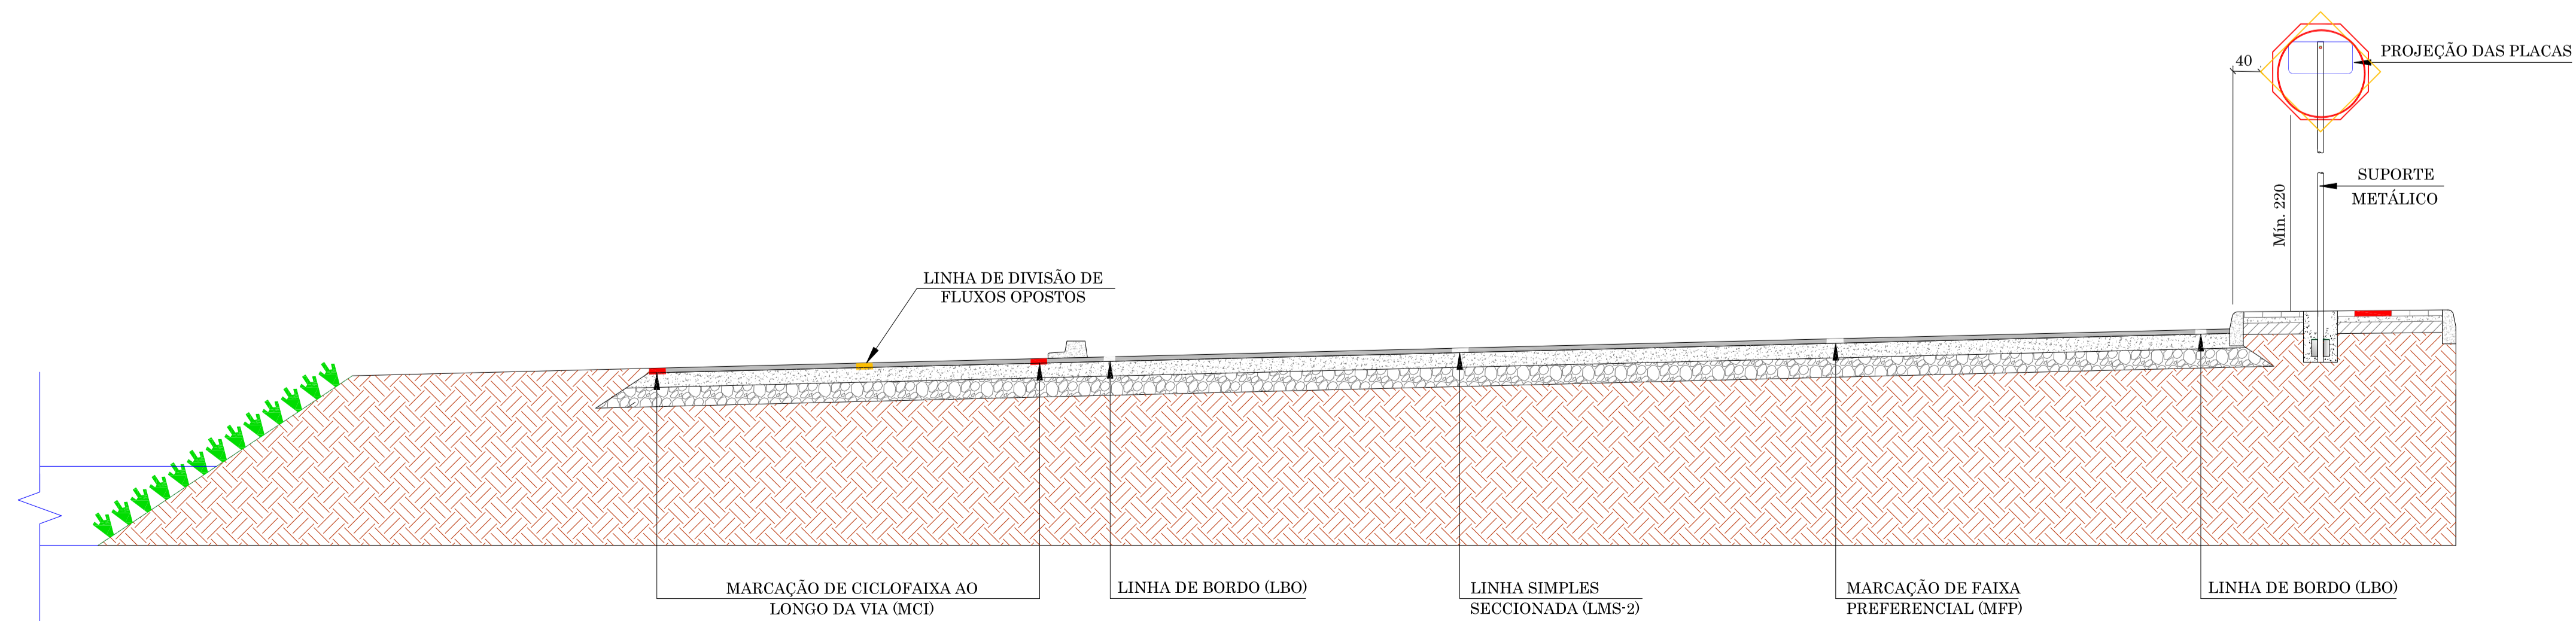 PROJEÇÃO DAS PLACAS
40
SUPORTE
METÁLICO
Mín. 220
LINHA DE DIVISÃO DE
FLUXOS OPOSTOS
MARCAÇÃO DE CICLOFAIXA AO
LONGO DA VIA (MCI)
LINHA DE BORDO (LBO)
LINHA SIMPLES
SECCIONADA (LMS-2)
MARCAÇÃO DE FAIXA
PREFERENCIAL (MFP)
LINHA DE BORDO (LBO)